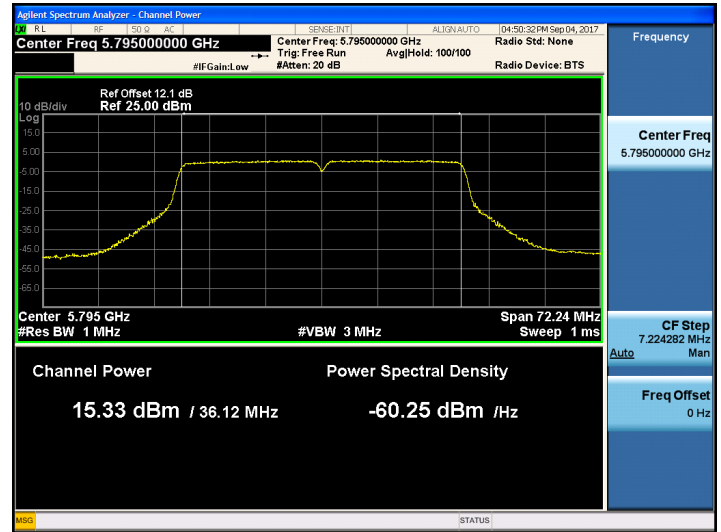 Agilent Spectrum Analyzer - Channel Power
LXI RL RF 50 Ω AC SENSE:INT ALIGN AUTO 04:50:32 PM Sep 04, 2017
Center Freq 5.795000000 GHz
Center Freq: 5.795000000 GHz Radio Std: None
Trig: Free Run Avg|Hold: 100/100
#IFGain:Low #Atten: 20 dB Radio Device: BTS
Ref Offset 12.1 dB
10 dB/div Ref 25.00 dBm
Log
15.0
5.00
-5.00
-15.0
-25.0
-35.0
-45.0
-55.0
-65.0
Center 5.795 GHz Span 72.24 MHz
#Res BW 1 MHz #VBW 3 MHz Sweep 1 ms
Channel Power Power Spectral Density
15.33 dBm / 36.12 MHz -60.25 dBm /Hz
Frequency
Center Freq
5.795000000 GHz
CF Step
7.224282 MHz
Auto Man
Freq Offset
0 Hz
MSG STATUS